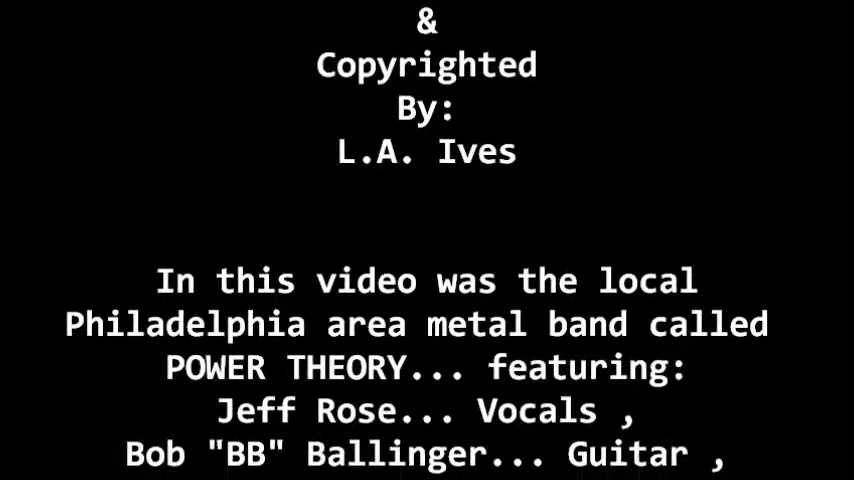 &
Copyrighted
By:
L.A. Ives
In this video was the local
Philadelphia area metal band called
POWER THEORY... featuring:
Jeff Rose... Vocals ,
Bob "BB" Ballinger... Guitar ,